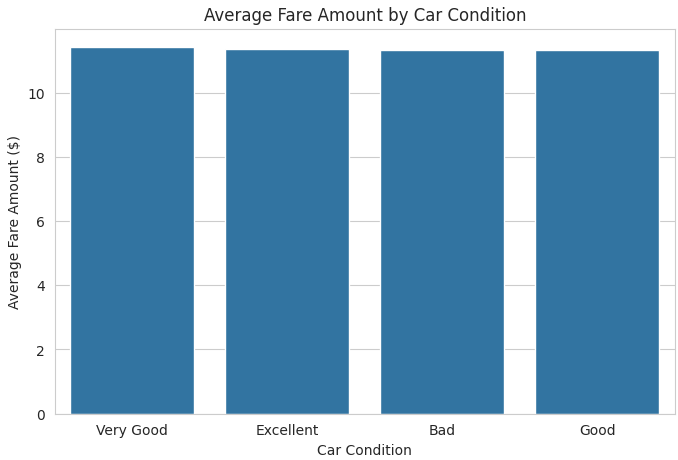 Average Fare Amount by Car Condition
Average Fare Amount ($)
10
8
6
4
2
0
Very Good Excellent Bad Good
Car Condition